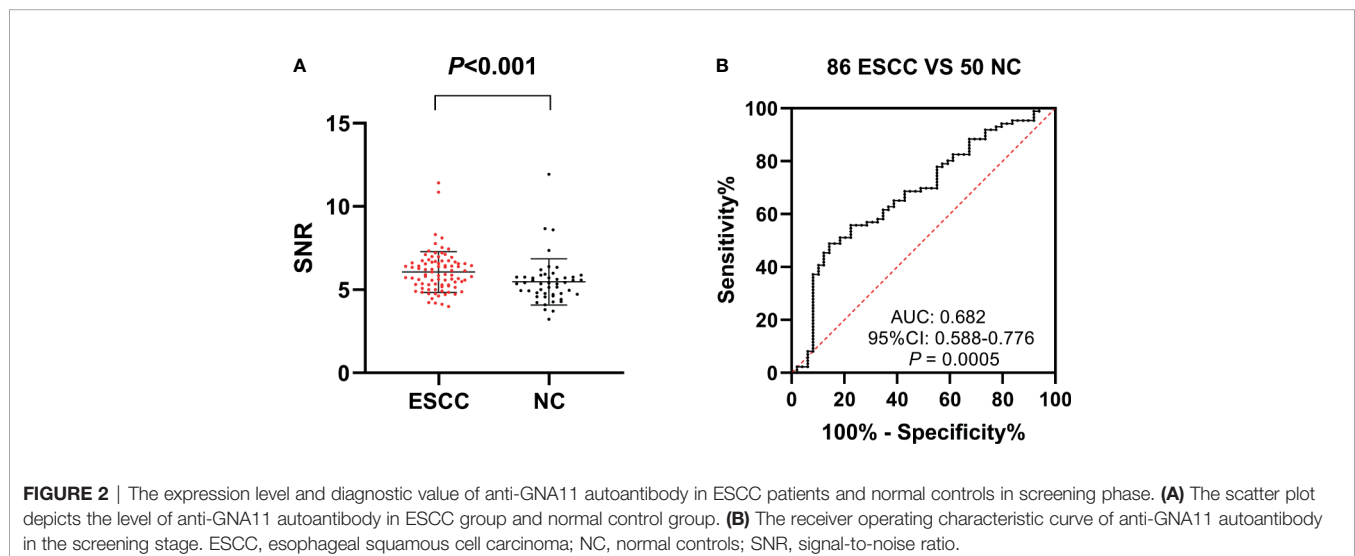 A
P<0.001
15
10
5
0
SNR
ESCC
NC
B
86 ESCC VS 50 NC
100
80
60
40
20
0
Sensitivity%
AUC: 0.682
95%CI: 0.588-0.776
P = 0.0005
0 20 40 60 80 100
100% - Specificity%
FIGURE 2 | The expression level and diagnostic value of anti-GNA11 autoantibody in ESCC patients and normal controls in screening phase. (A) The scatter plot
depicts the level of anti-GNA11 autoantibody in ESCC group and normal control group. (B) The receiver operating characteristic curve of anti-GNA11 autoantibody
in the screening stage. ESCC, esophageal squamous cell carcinoma; NC, normal controls; SNR, signal-to-noise ratio.